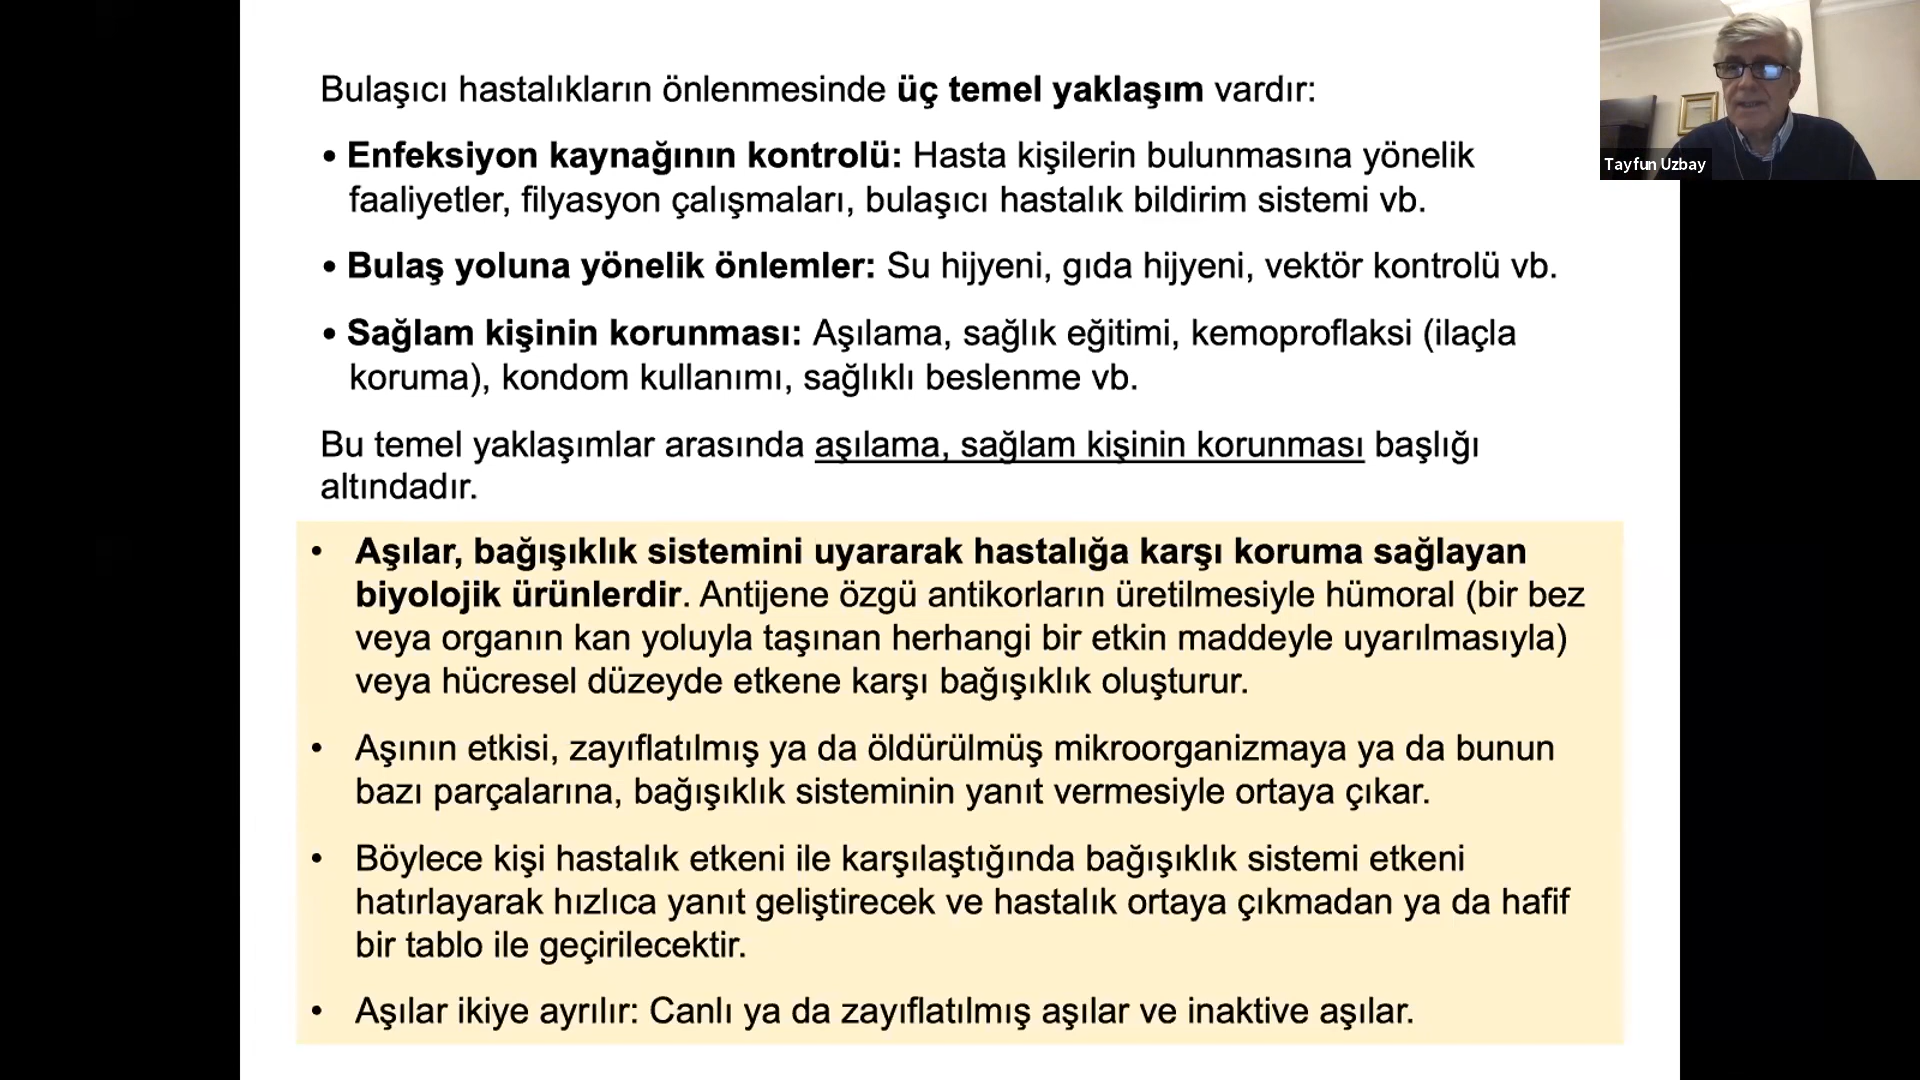 Bulaşıcı hastalıkların önlenmesinde üç temel yaklaşım vardır:
• Enfeksiyon kaynağının kontrolü: Hasta kişilerin bulunmasına yönelik
faaliyetler, filyasyon çalışmaları, bulaşıcı hastalık bildirim sistemi vb.
• Bulaş yoluna yönelik önlemler: Su hijyeni, gıda hijyeni, vektör kontrolü vb.
• Sağlam kişinin korunması: Aşılama, sağlık eğitimi, kemoproflaksi (ilaçla
koruma), kondom kullanımı, sağlıklı beslenme vb.
Bu temel yaklaşımlar arasında aşılama, sağlam kişinin korunması başlığı
altındadır.
• Aşılar, bağışıklık sistemini uyararak hastalığa karşı koruma sağlayan
biyolojik ürünlerdir. Antijene özgü antikorların üretilmesiyle hümoral (bir bez
veya organın kan yoluyla taşınan herhangi bir etkin maddeyle uyarılmasıyla)
veya hücresel düzeyde etkene karşı bağışıklık oluşturur.
• Aşının etkisi, zayıflatılmış ya da öldürülmüş mikroorganizmaya ya da bunun
bazı parçalarına, bağışıklık sisteminin yanıt vermesiyle ortaya çıkar.
• Böylece kişi hastalık etkeni ile karşılaştığında bağışıklık sistemi etkeni
hatırlayarak hızlıca yanıt geliştirecek ve hastalık ortaya çıkmadan ya da hafif
bir tablo ile geçirilecektir.
• Aşılar ikiye ayrılır: Canlı ya da zayıflatılmış aşılar ve inaktive aşılar.
Tayfun Uzbay